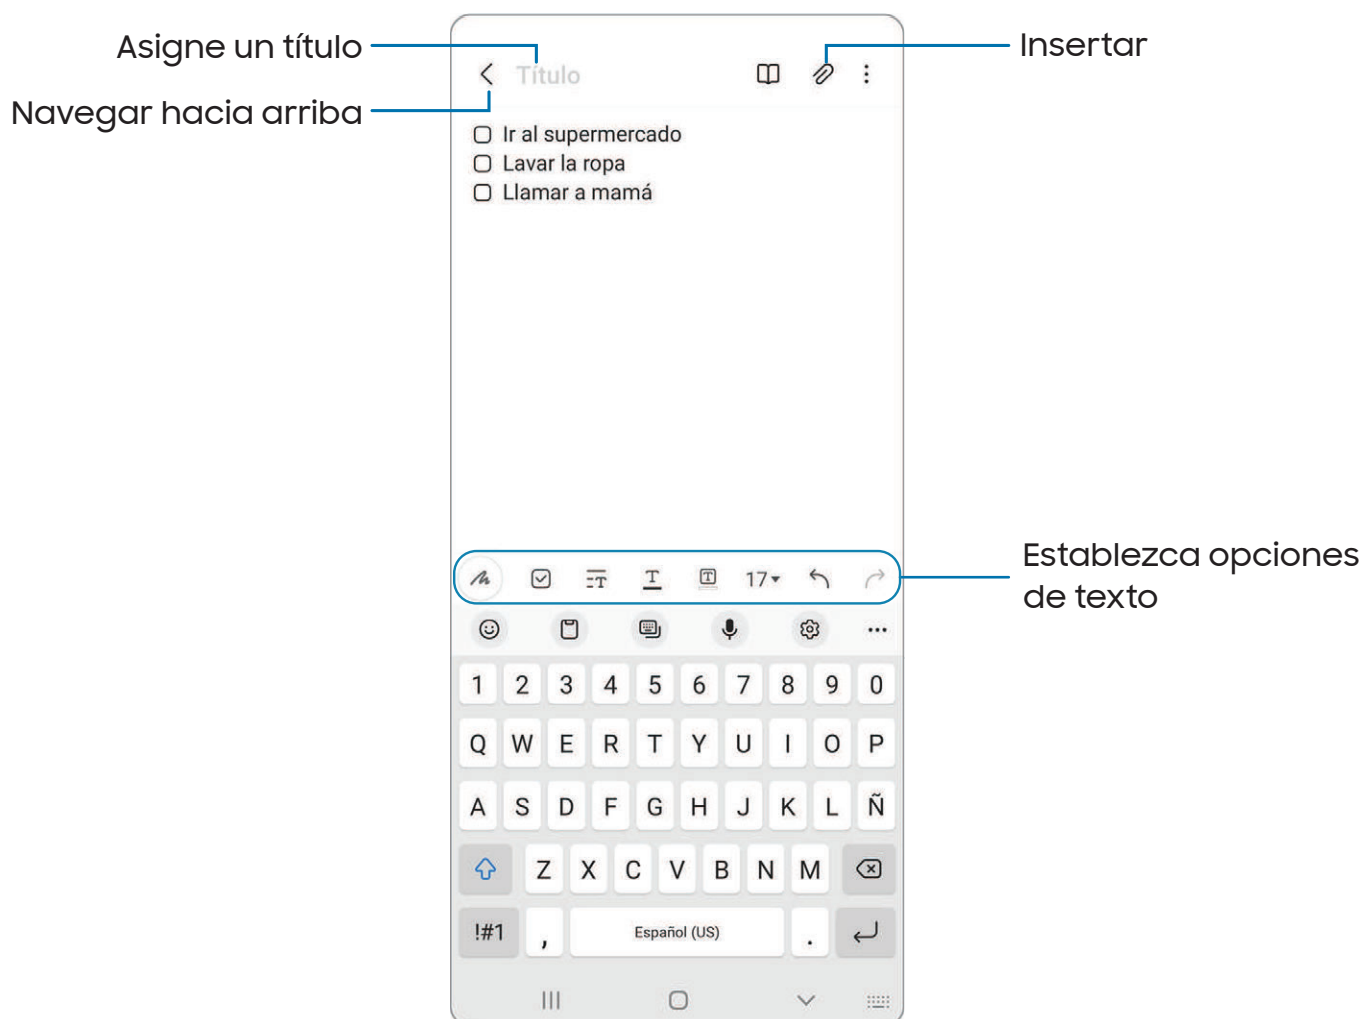 Asigne un título
Insertar
Título
Navegar hacia arriba
Ir al supermercado
Lavar la ropa
Llamar a mamá
Establezca opciones
de texto
17
1 2 3 4 5 6 7 8 9 0
Q W E R T Y U I O P
A S D F G H J K L Ñ
Z X C V B N M
!#1 , Español (US) .